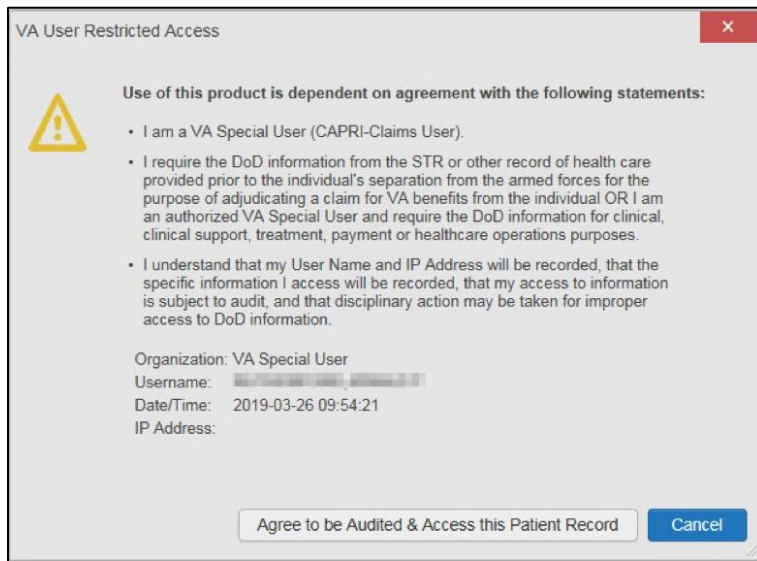 VA User Restricted Access
Use of this product is dependent on agreement with the following statements:
• I am a VA Special User (CAPRI-Claims User).
• I require the DoD information from the STR or other record of health care
provided prior to the individual's separation from the armed forces for the
purpose of adjudicating a claim for VA benefits from the individual OR I am
an authorized VA Special User and require the DoD information for clinical,
clinical support, treatment, payment or healthcare operations purposes.
• I understand that my User Name and IP Address will be recorded, that the
specific information I access will be recorded, that my access to information
is subject to audit, and that disciplinary action may be taken for improper
access to DoD information.
Organization: VA Special User
Username:
Date/Time: 2019-03-26 09:54:21
IP Address:
Agree to be Audited & Access this Patient Record
Cancel